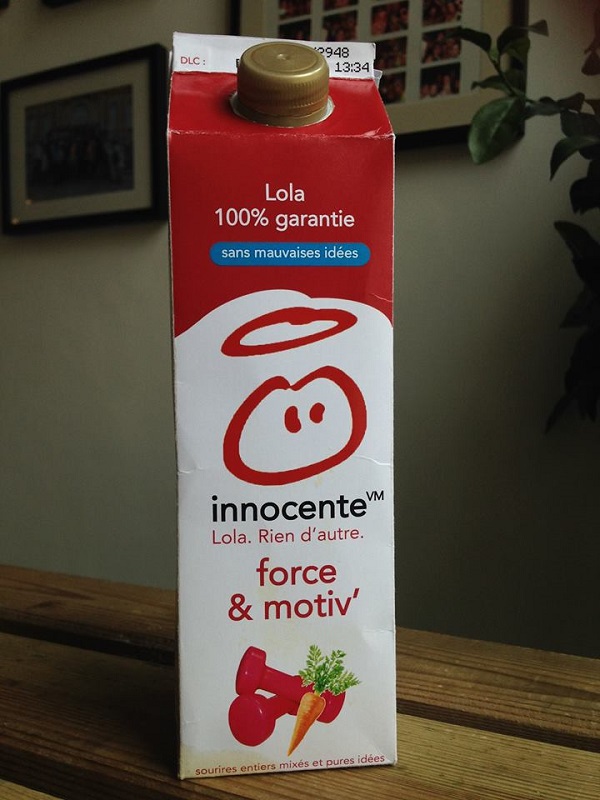 DLC :
13:34
Lola
100% garantie
sans mauvaises idées
innocente VM
Lola. Rien d'autre.
force
& motiv'
sourires entiers mixés et pures idées